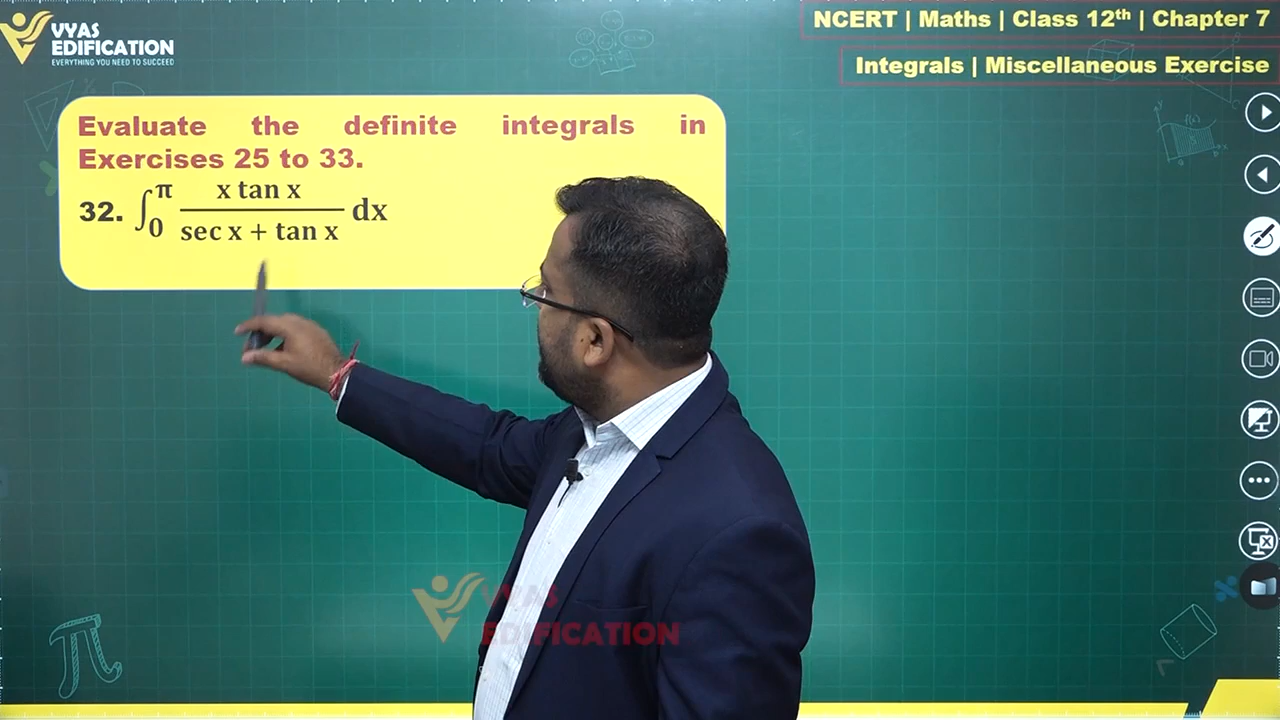 VYAS
EDIFICATION
EVERYTHING YOU NEED TO SUCCEED
NCERT | Maths | Class 12th | Chapter 7
Integrals | Miscellaneous Exercise
Evaluate the definite integrals in
Exercises 25 to 33.
32. ∫₀^π (x tan x)/(sec x + tan x) dx
VYAS
EDIFICATION